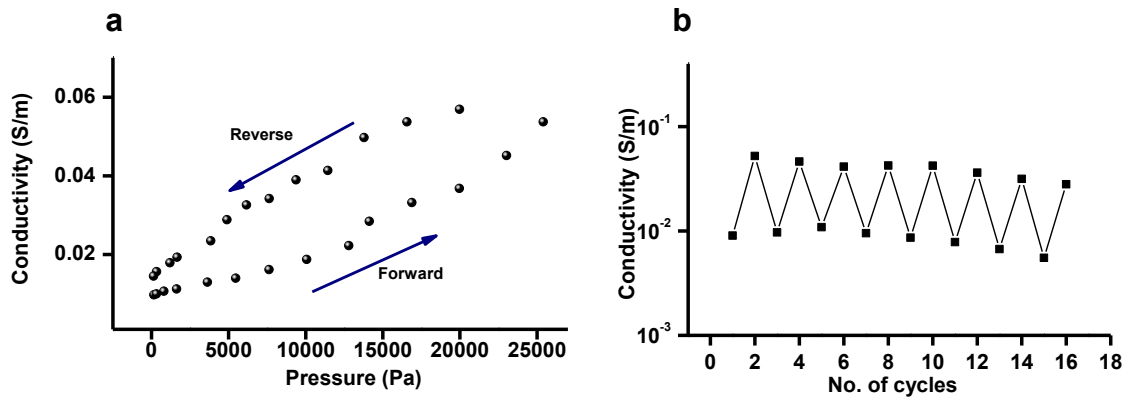 a
Conductivity (S/m)
0.06
0.04
0.02
Reverse
Forward
0
5000
10000
15000
20000
25000
Pressure (Pa)
b
Conductivity (S/m)
10-1
10-2
10-3
0
2
4
6
8
10
12
14
16
18
No. of cycles